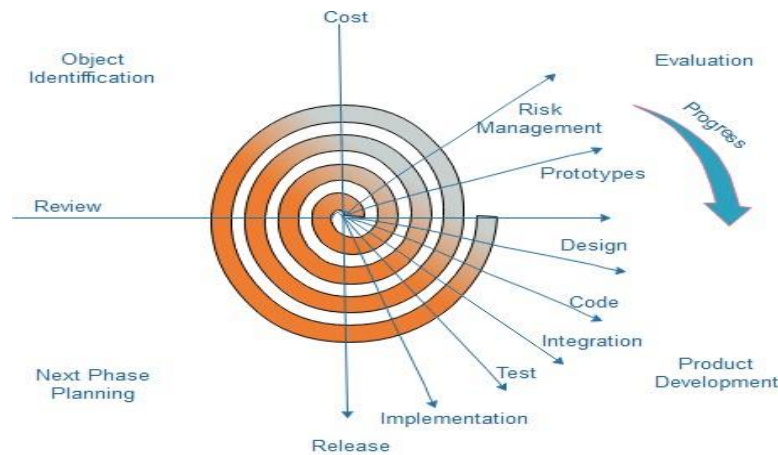 Cost
Object
Identiffication
Evaluation
Risk
Management
Progress
Prototypes
Review
Design
Code
Integration
Next Phase
Planning
Test
Product
Development
Implementation
Release